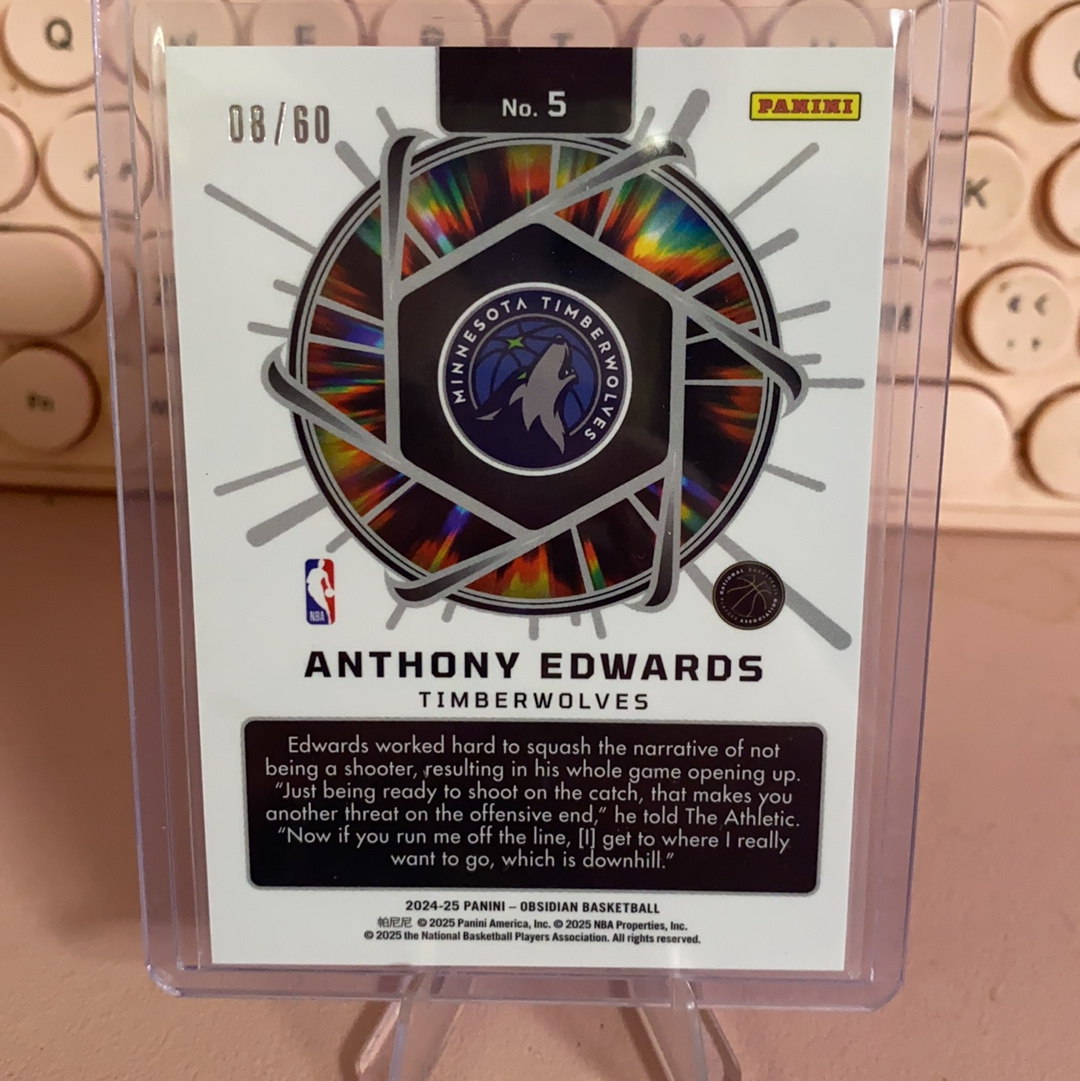 Q
08/60
No. 5
PANINI
K
MINNESOTA TIMBERWOLVES
Fn
NBA
ANTHONY EDWARDS
TIMBERWOLVES
Edwards worked hard to squash the narrative of not
being a shooter, resulting in his whole game opening up.
“Just being ready to shoot on the catch, that makes you
another threat on the offensive end,” he told The Athletic.
“Now if you run me off the line, [I] get to where I really
want to go, which is downhill.”
2024-25 PANINI – OBSIDIAN BASKETBALL
帕尼尼 © 2025 Panini America, Inc. © 2025 NBA Properties, Inc.
© 2025 the National Basketball Players Association. All rights reserved.